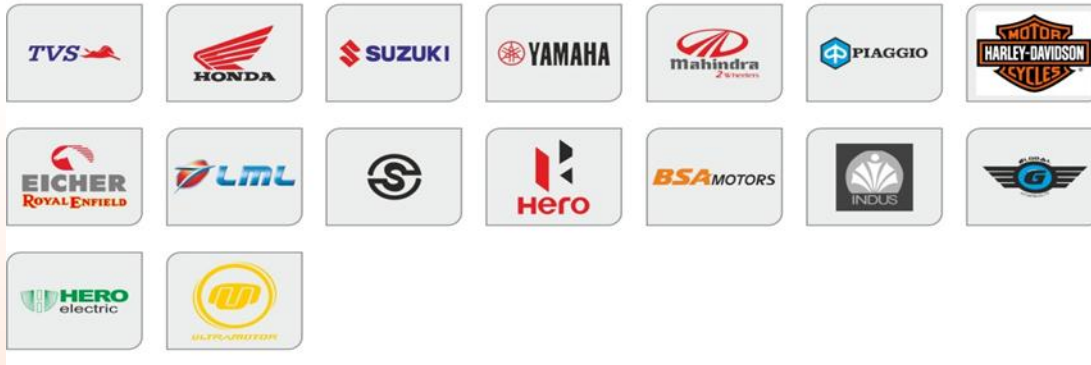 TVS
HONDA
SUZUKI
YAMAHA
Mahindra
2 Wheelers
PIAGGIO
MOTOR
HARLEY-DAVIDSON
CYCLES
EICHER
ROYAL ENFIELD
LML
S
Hero
BSA MOTORS
INDUS
GLOBAL
G
HERO
electric
ULTRAMOTOR